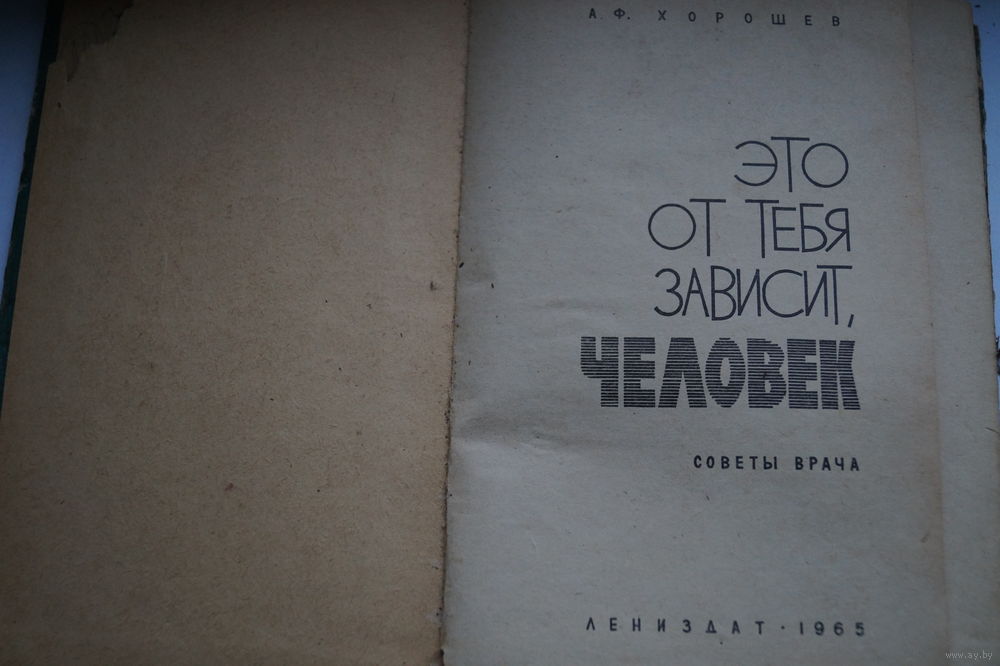 А. Ф. ХОРОШЕВ
ЭТО
ОТ ТЕБЯ
ЗАВИСИТ,
ЧЕЛОВЕК
СОВЕТЫ ВРАЧА
ЛЕНИЗДАТ · 1965
www.ay.by